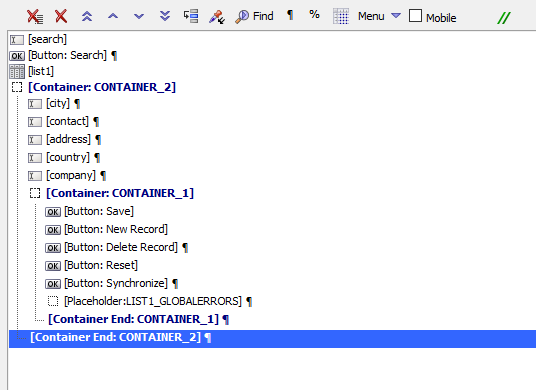 Find ¶ % Menu Mobile //
[search]
OK [Button: Search] ¶
[list1]
[Container: CONTAINER_2]
[city] ¶
[contact] ¶
[address] ¶
[country] ¶
[company] ¶
[Container: CONTAINER_1]
OK [Button: Save]
OK [Button: New Record]
OK [Button: Delete Record] ¶
OK [Button: Reset]
OK [Button: Synchronize] ¶
[Placeholder:LIST1_GLOBALERRORS] ¶
[Container End: CONTAINER_1] ¶
[Container End: CONTAINER_2] ¶